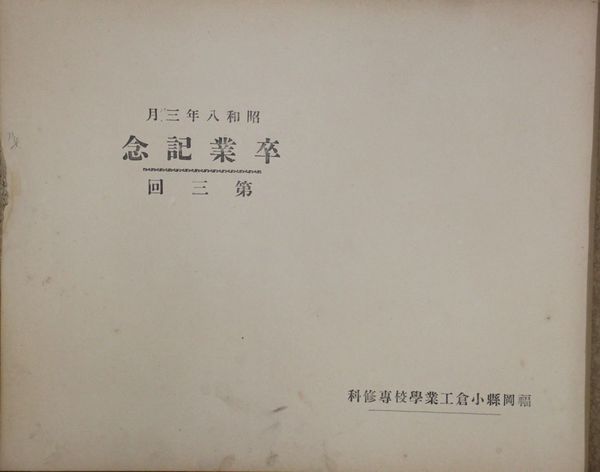 昭和八年三月
卒業記念
第三回
福岡縣小倉工業學校專修科